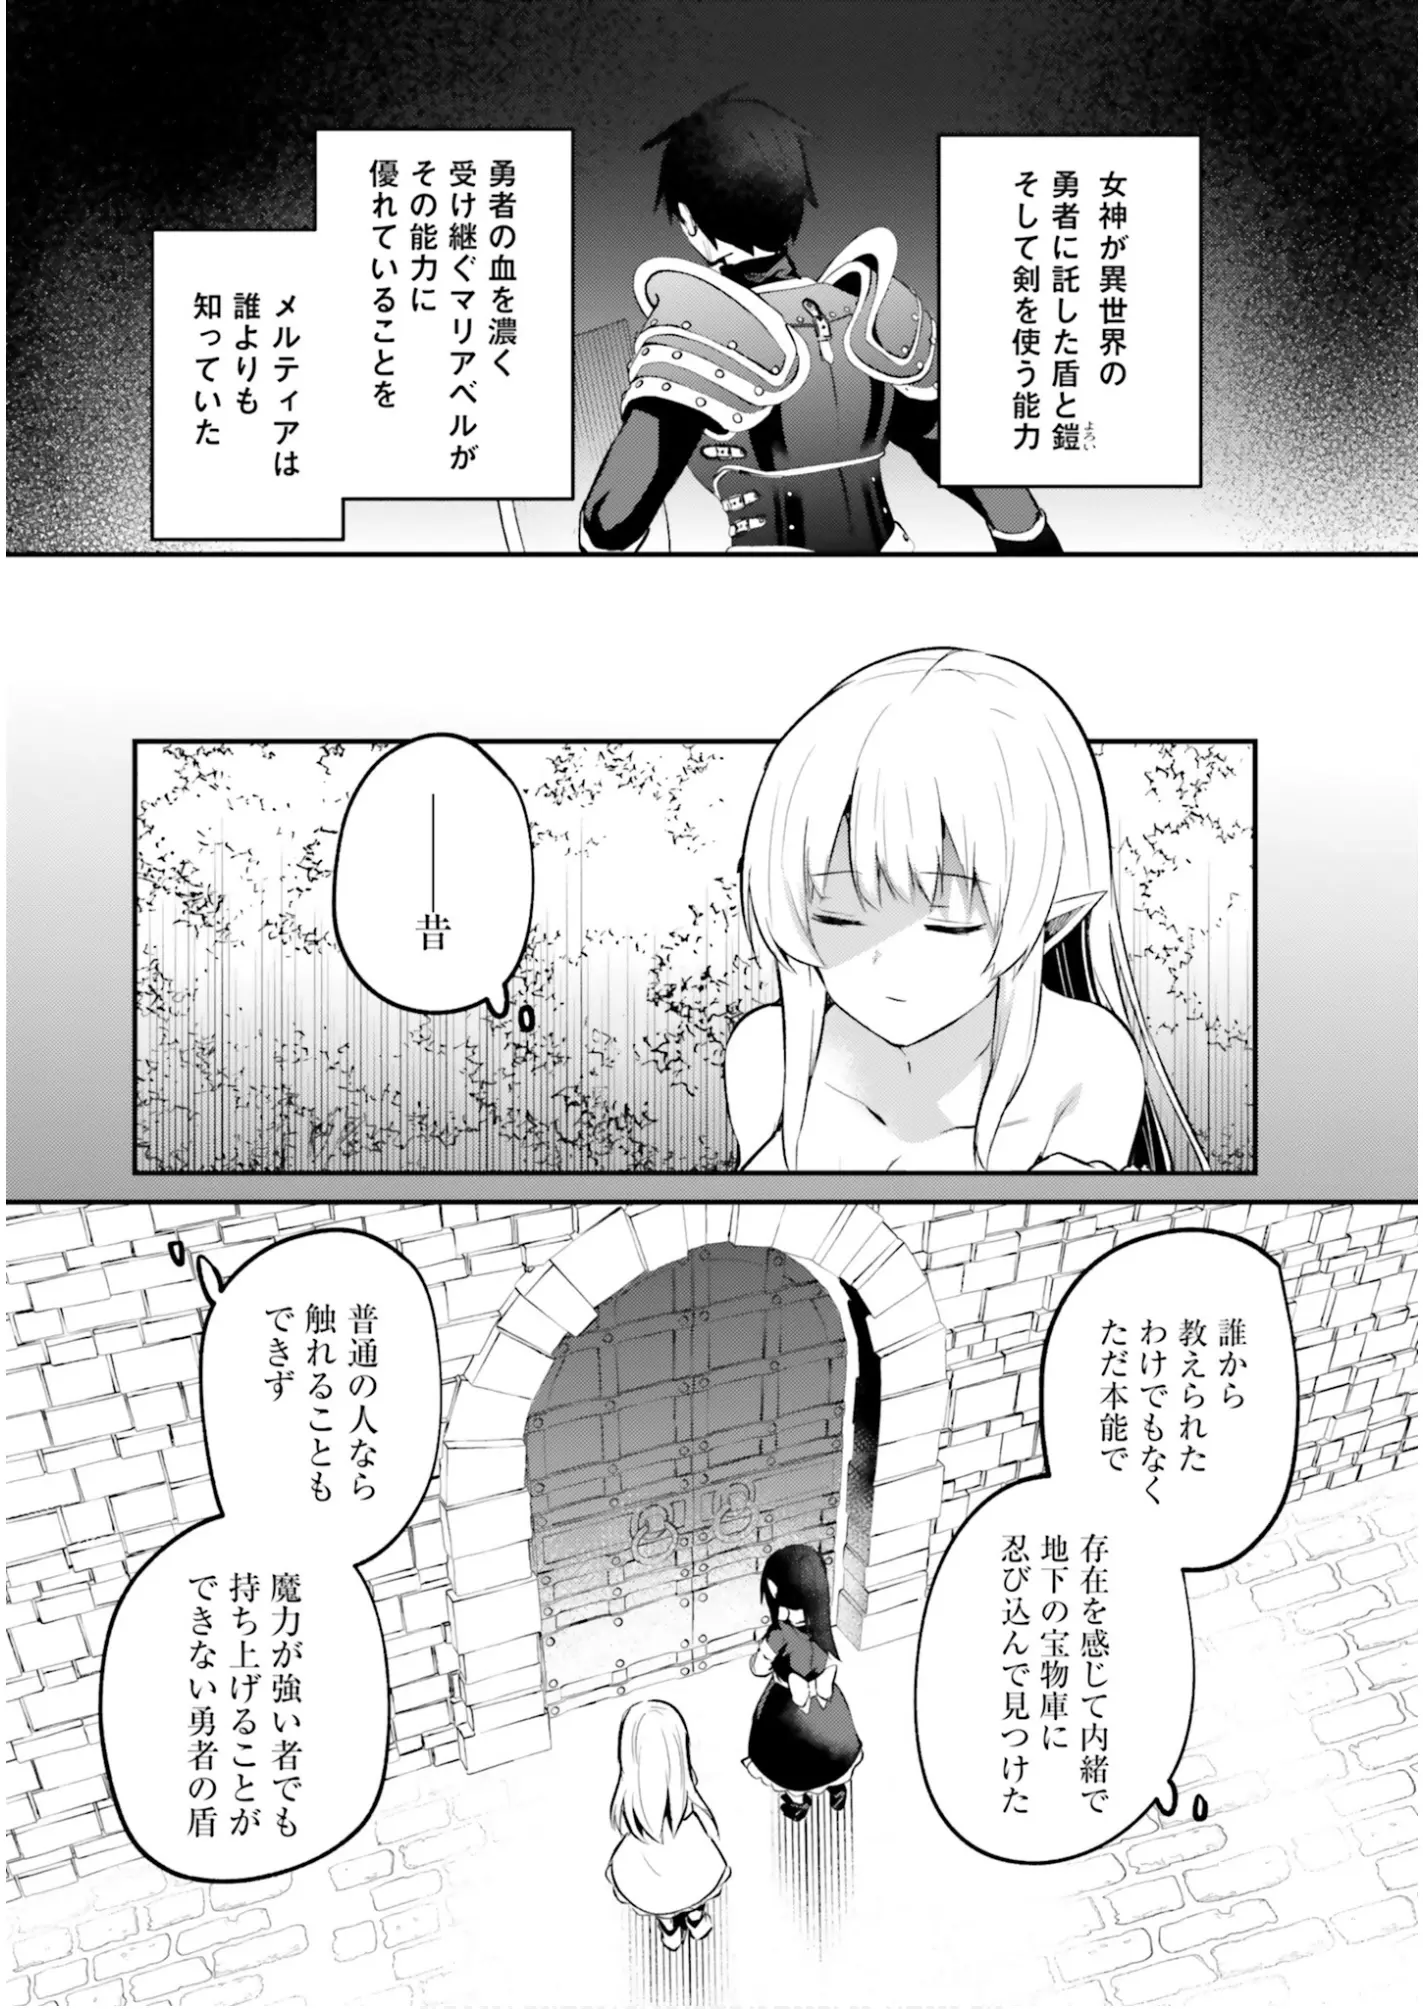 女神が異世界の
勇者に託した盾と鎧
よろい
そして剣を使う能力
勇者の血を濃く
受け継ぐマリアベルが
その能力に
優れていることを
メルティアは
誰よりも
知っていた
──昔
誰から
教えられた
わけでもなく
ただ本能で
存在を感じて内緒で
地下の宝物庫に
忍び込んで見つけた
普通の人なら
触れることも
できず
魔力が強い者でも
持ち上げることが
できない勇者の盾